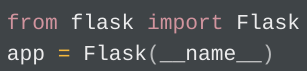 from flask import Flask
app = Flask(__name__)